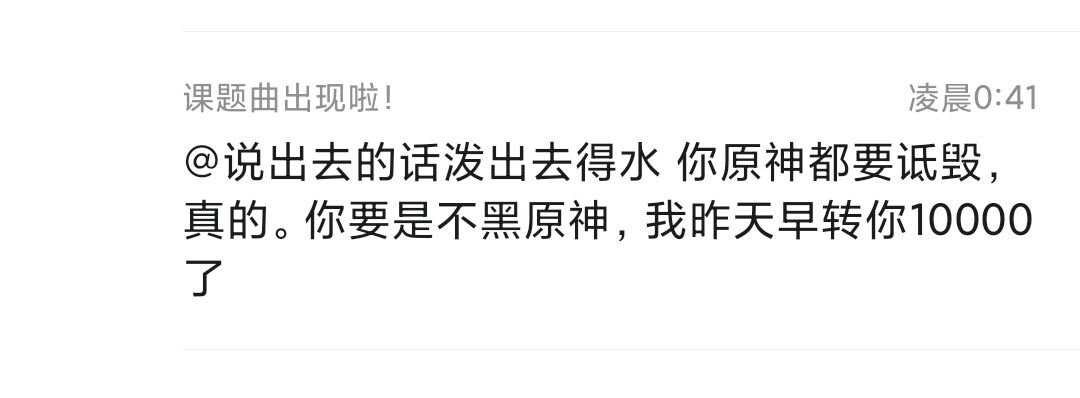 课题曲出现啦！
凌晨0:41
@说出去的话泼出去得水 你原神都要诋毁，
真的。你要是不黑原神，我昨天早转你10000
了